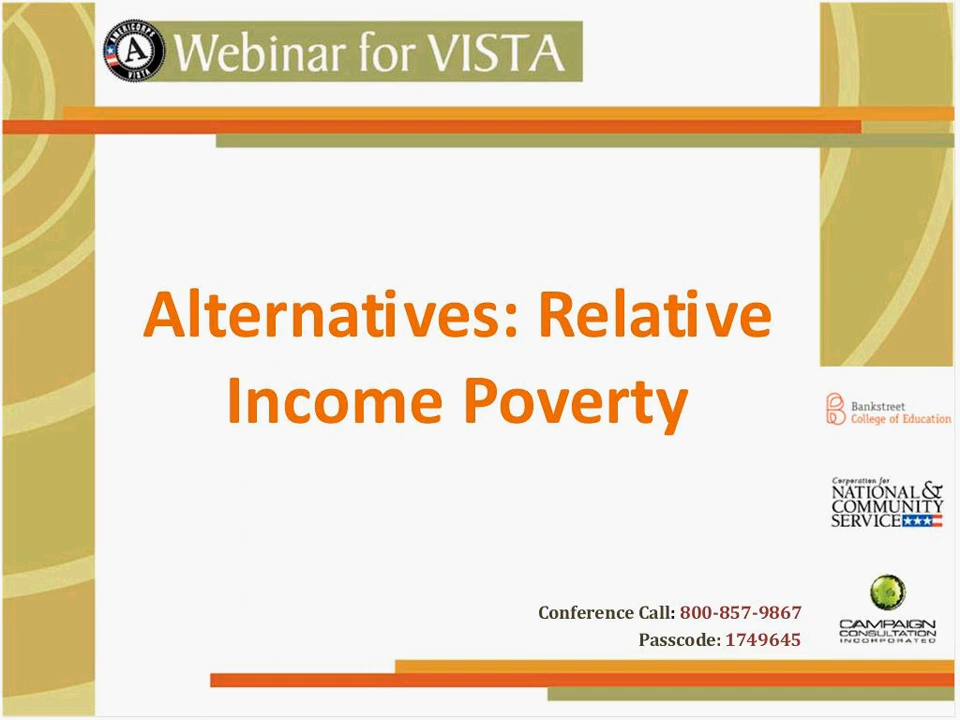 AMERICORPS
A
VISTA
Webinar for VISTA
Alternatives: Relative
Income Poverty
Bankstreet
College of Education
Corporation for
NATIONAL &
COMMUNITY
SERVICE
Conference Call: 800-857-9867
Passcode: 1749645
CAMPAIGN
CONSULTATION
INCORPORATED